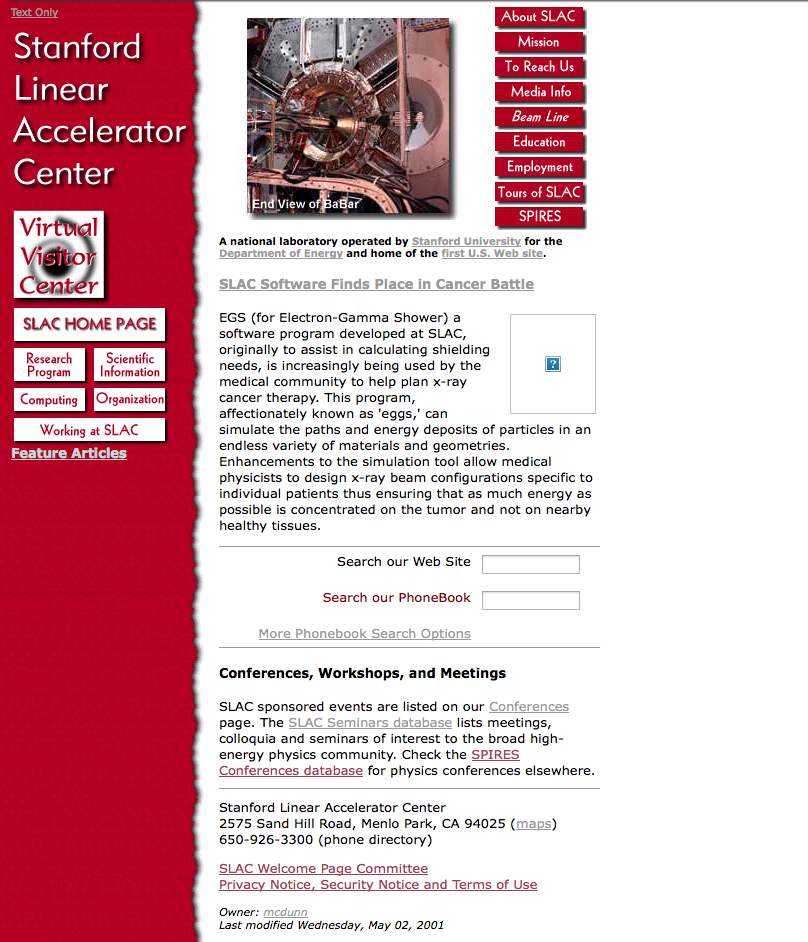 Text Only
Stanford
Linear
Accelerator
Center
Virtual
Visitor
Center
SLAC HOME PAGE
Research
Program
Scientific
Information
Computing
Organization
Working at SLAC
Feature Articles
End View of BaBar
About SLAC
Mission
To Reach Us
Media Info
Beam Line
Education
Employment
Tours of SLAC
SPIRES
A national laboratory operated by Stanford University for the
Department of Energy and home of the first U.S. Web site.
SLAC Software Finds Place in Cancer Battle
EGS (for Electron-Gamma Shower) a
software program developed at SLAC,
originally to assist in calculating shielding
needs, is increasingly being used by the
medical community to help plan x-ray
cancer therapy. This program,
affectionately known as 'eggs,' can
simulate the paths and energy deposits of particles in an
endless variety of materials and geometries.
Enhancements to the simulation tool allow medical
physicists to design x-ray beam configurations specific to
individual patients thus ensuring that as much energy as
possible is concentrated on the tumor and not on nearby
healthy tissues.
?
Search our Web Site
Search our PhoneBook
More Phonebook Search Options
Conferences, Workshops, and Meetings
SLAC sponsored events are listed on our Conferences
page. The SLAC Seminars database lists meetings,
colloquia and seminars of interest to the broad high-
energy physics community. Check the SPIRES
Conferences database for physics conferences elsewhere.
Stanford Linear Accelerator Center
2575 Sand Hill Road, Menlo Park, CA 94025 (maps)
650-926-3300 (phone directory)
SLAC Welcome Page Committee
Privacy Notice, Security Notice and Terms of Use
Owner: mcdunn
Last modified Wednesday, May 02, 2001